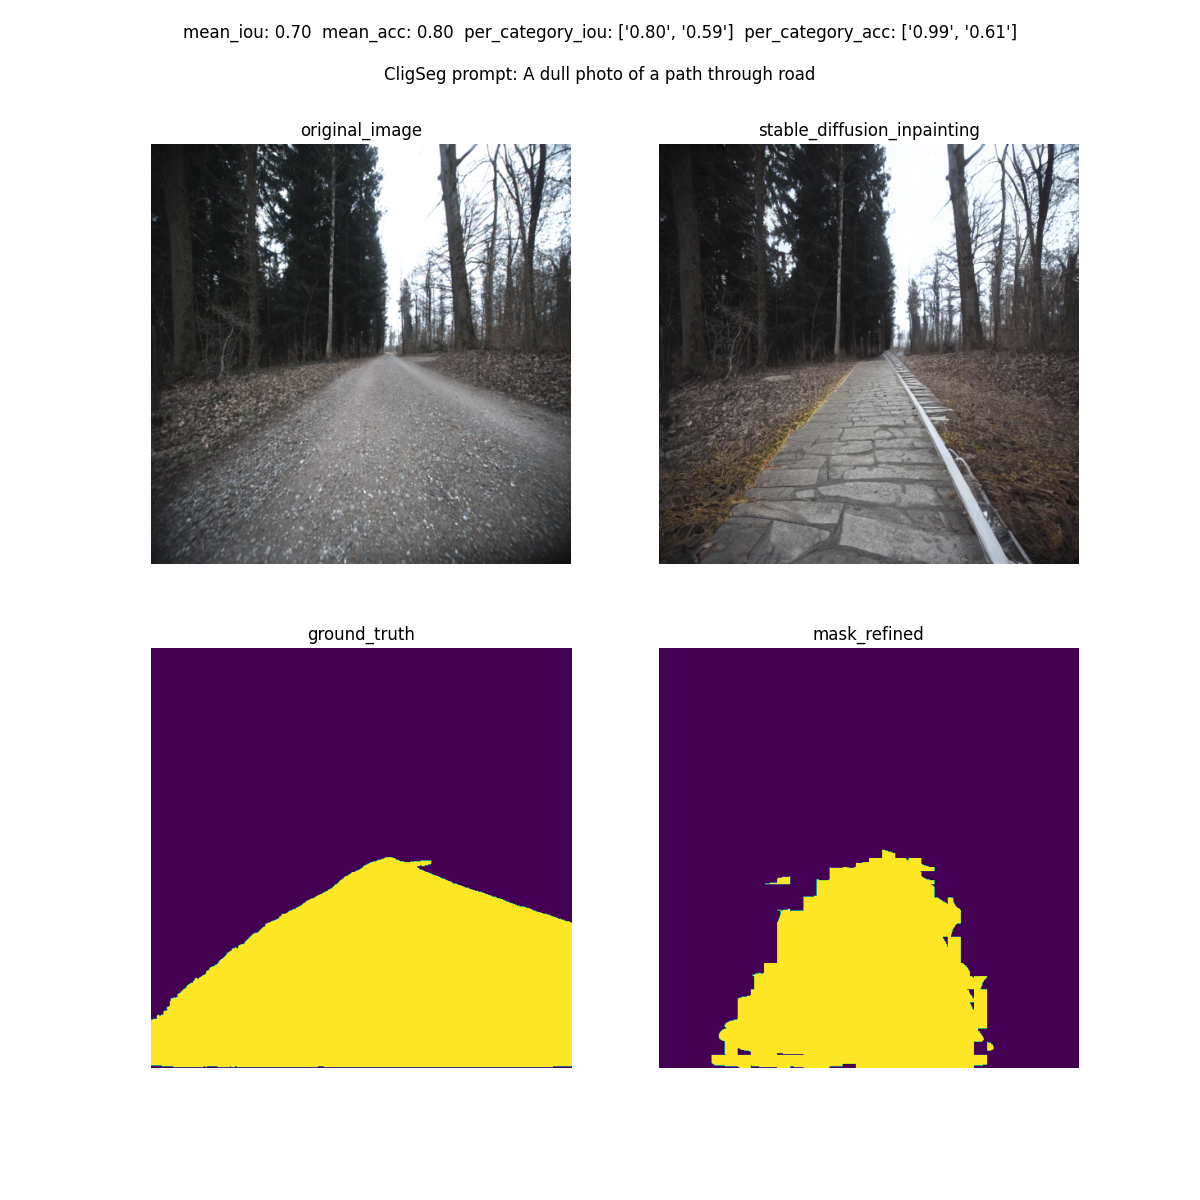 mean_iou: 0.70  mean_acc: 0.80  per_category_iou: ['0.80', '0.59']  per_category_acc: ['0.99', '0.61']
CligSeg prompt: A dull photo of a path through road
original_image
stable_diffusion_inpainting
ground_truth
mask_refined